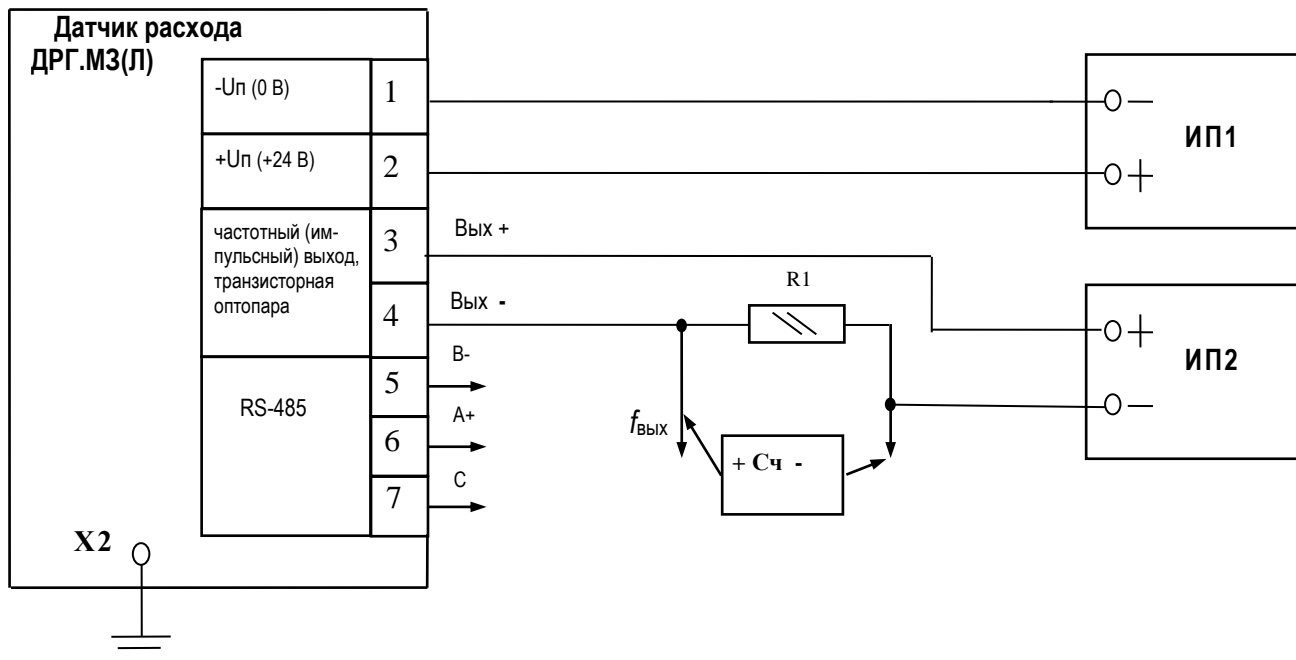 Датчик расхода
ДРГ.МЗ(Л)
-Uп (0 В)
1
+Uп (+24 В)
2
частотный (им-
пульсный) выход,
транзисторная
оптопара
3
4
RS-485
5
6
7
Вых +
Вых -
В-
А+
С
R1
fвых
+ Сч -
ИП1
− +
ИП2
+ −
X2